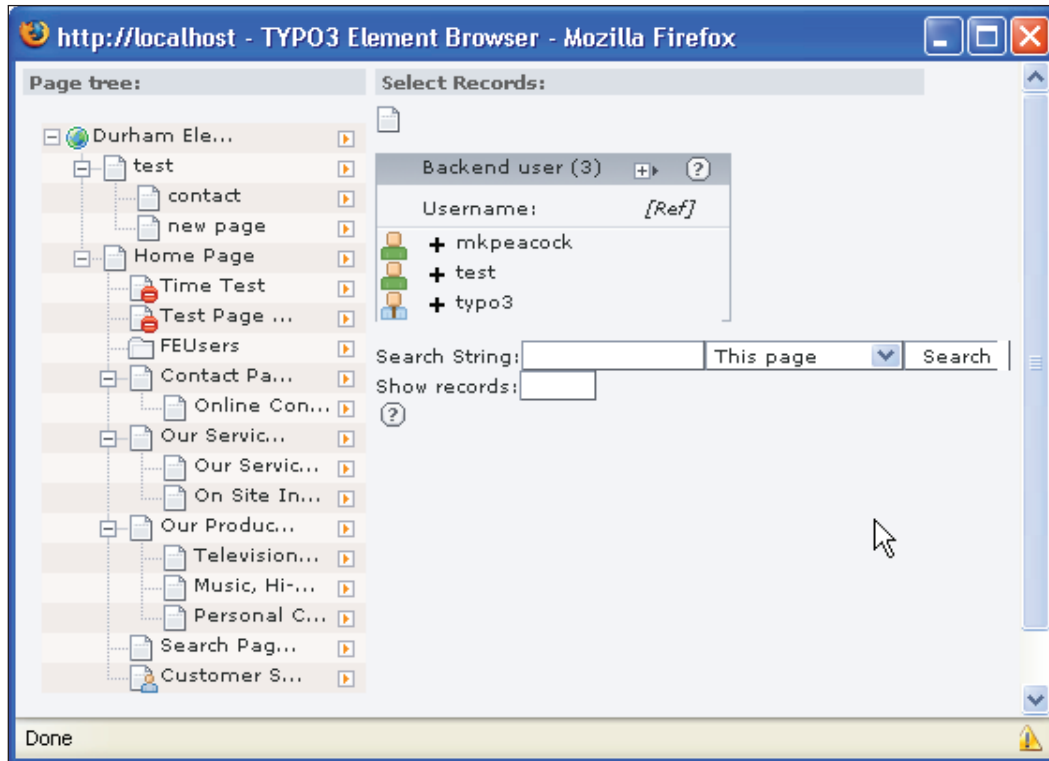 http://localhost - TYPO3 Element Browser - Mozilla Firefox
Page tree:
Durham Ele...
test
contact
new page
Home Page
Time Test
Test Page ...
FEUsers
Contact Pa...
Online Con...
Our Servic...
Our Servic...
On Site In...
Our Produc...
Television...
Music, Hi-...
Personal C...
Search Pag...
Customer S...
Select Records:
Backend user (3)
Username: [Ref]
mkpeacock
test
typo3
Search String: This page Search
Show records:
Done